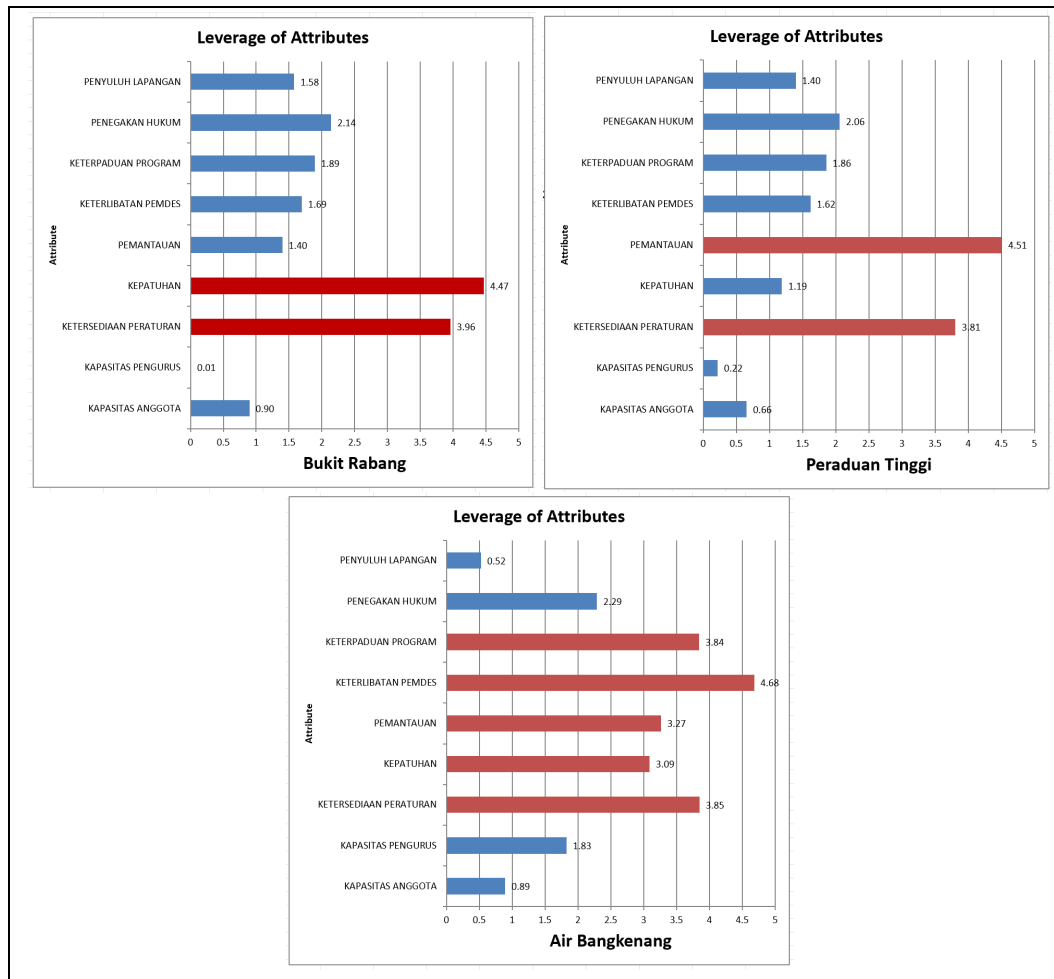 Leverage of Attributes
Attribute
PENYULUH LAPANGAN 1.58
PENEGAKAN HUKUM 2.14
KETERPADUAN PROGRAM 1.89
KETERLIBATAN PEMDES 1.69
PEMANTAUAN 1.40
KEPATUHAN 4.47
KETERSEDIAAN PERATURAN 3.96
KAPASITAS PENGURUS 0.01
KAPASITAS ANGGOTA 0.90
0 0.5 1 1.5 2 2.5 3 3.5 4 4.5 5
Bukit Rabang
Leverage of Attributes
Attribute
PENYULUH LAPANGAN 1.40
PENEGAKAN HUKUM 2.06
KETERPADUAN PROGRAM 1.86
KETERLIBATAN PEMDES 1.62
PEMANTAUAN 4.51
KEPATUHAN 1.19
KETERSEDIAAN PERATURAN 3.81
KAPASITAS PENGURUS 0.22
KAPASITAS ANGGOTA 0.66
0 0.5 1 1.5 2 2.5 3 3.5 4 4.5 5
Peraduan Tinggi
Leverage of Attributes
Attribute
PENYULUH LAPANGAN 0.52
PENEGAKAN HUKUM 2.29
KETERPADUAN PROGRAM 3.84
KETERLIBATAN PEMDES 4.68
PEMANTAUAN 3.27
KEPATUHAN 3.09
KETERSEDIAAN PERATURAN 3.85
KAPASITAS PENGURUS 1.83
KAPASITAS ANGGOTA 0.89
0 0.5 1 1.5 2 2.5 3 3.5 4 4.5 5
Air Bangkenang